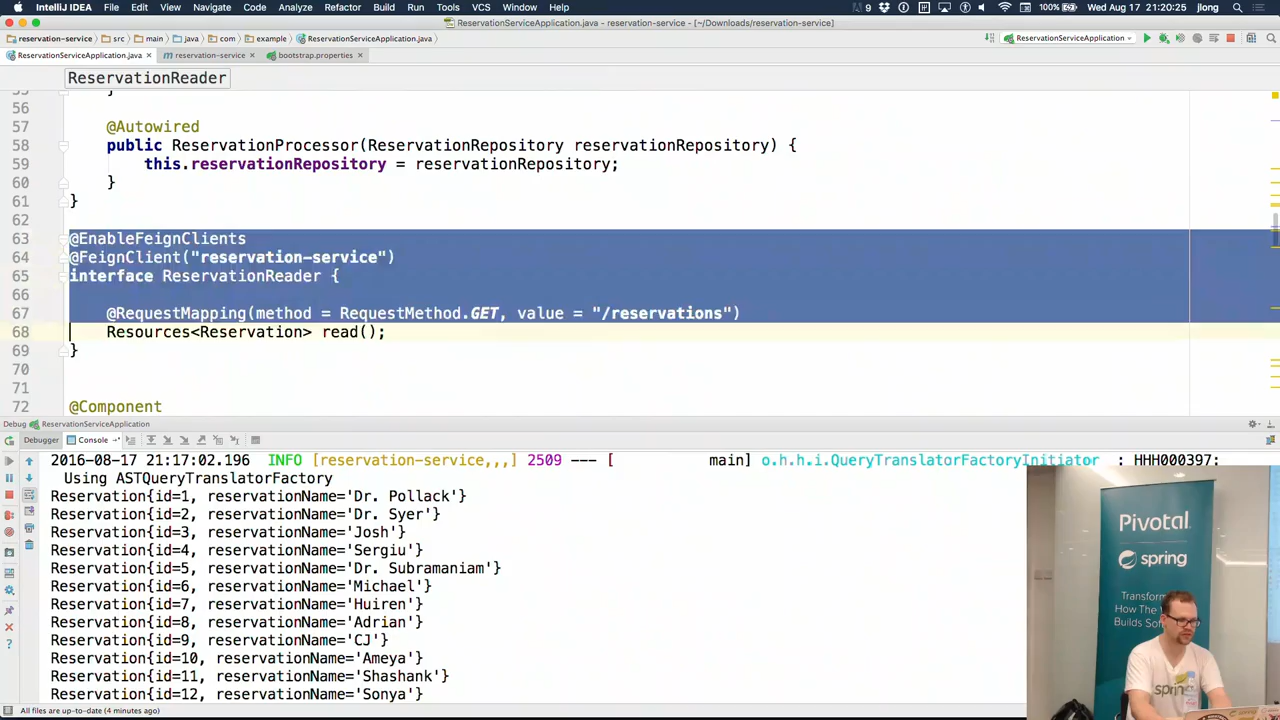 IntelliJ IDEA File Edit View Navigate Code Analyze Refactor Build Run Tools VCS Window Help 9 100% Wed Aug 17 21:20:25 jlong
ReservationServiceApplication.java - reservation-service - [~/Downloads/reservation-service]
reservation-service src main java com example ReservationServiceApplication.java ReservationServiceApplication
ReservationServiceApplication.java reservation-service bootstrap.properties
ReservationReader
55 }
56
57 @Autowired
58 public ReservationProcessor(ReservationRepository reservationRepository) {
59 this.reservationRepository = reservationRepository;
60 }
61 }
62
63 @EnableFeignClients
64 @FeignClient("reservation-service")
65 interface ReservationReader {
66
67 @RequestMapping(method = RequestMethod.GET, value = "/reservations")
68 Resources<Reservation> read();
69 }
70
71
72 @Component
Debug ReservationServiceApplication
Debugger Console
2016-08-17 21:17:02.196 INFO [reservation-service,,,] 2509 --- [ main] o.h.h.i.QueryTranslatorFactoryInitiator : HHH000397:
Using ASTQueryTranslatorFactory
Reservation{id=1, reservationName='Dr. Pollack'}
Reservation{id=2, reservationName='Dr. Syer'}
Reservation{id=3, reservationName='Josh'}
Reservation{id=4, reservationName='Sergiu'}
Reservation{id=5, reservationName='Dr. Subramaniam'}
Reservation{id=6, reservationName='Michael'}
Reservation{id=7, reservationName='Huiren'}
Reservation{id=8, reservationName='Adrian'}
Reservation{id=9, reservationName='CJ'}
Reservation{id=10, reservationName='Ameya'}
Reservation{id=11, reservationName='Shashank'}
Reservation{id=12, reservationName='Sonya'}
All files are up-to-date (4 minutes ago)
Pivotal
spring
How The
Builds
spring